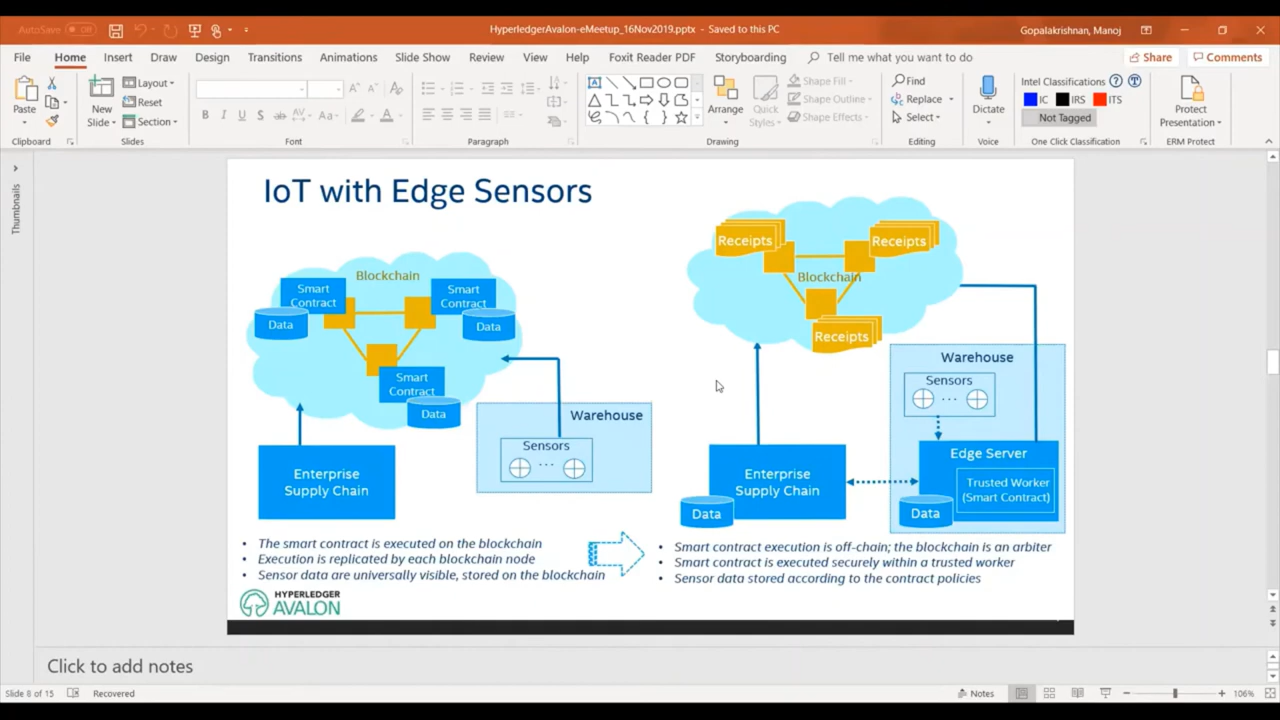 AutoSave Off
HyperledgerAvalon-eMeetup_16Nov2019.pptx - Saved to this PC
Gopalakrishnan, Manoj
File Home Insert Draw Design Transitions Animations Slide Show Review View Help Foxit Reader PDF Storyboarding Tell me what you want to do
Share Comments
Paste
New
Slide
Layout
Reset
Section
B I U S ab AV Aa A
Arrange
Quick
Styles
Shape Fill
Shape Outline
Shape Effects
Find
Replace
Select
Dictate
Intel Classifications
IC IRS ITS
Not Tagged
Protect
Presentation
Clipboard Slides Font Paragraph Drawing Editing Voice One Click Classification ERM Protect
Thumbnails
IoT with Edge Sensors
Blockchain
Smart
Contract
Data
Smart
Contract
Data
Smart
Contract
Data
Enterprise
Supply Chain
Warehouse
Sensors
...
• The smart contract is executed on the blockchain
• Execution is replicated by each blockchain node
• Sensor data are universally visible, stored on the blockchain
Receipts
Receipts
Blockchain
Receipts
Warehouse
Sensors
...
Edge Server
Trusted Worker
(Smart Contract)
Data
Enterprise
Supply Chain
Data
• Smart contract execution is off-chain; the blockchain is an arbiter
• Smart contract is executed securely within a trusted worker
• Sensor data stored according to the contract policies
HYPERLEDGER
AVALON
Click to add notes
Slide 8 of 15 Recovered
Notes
106%